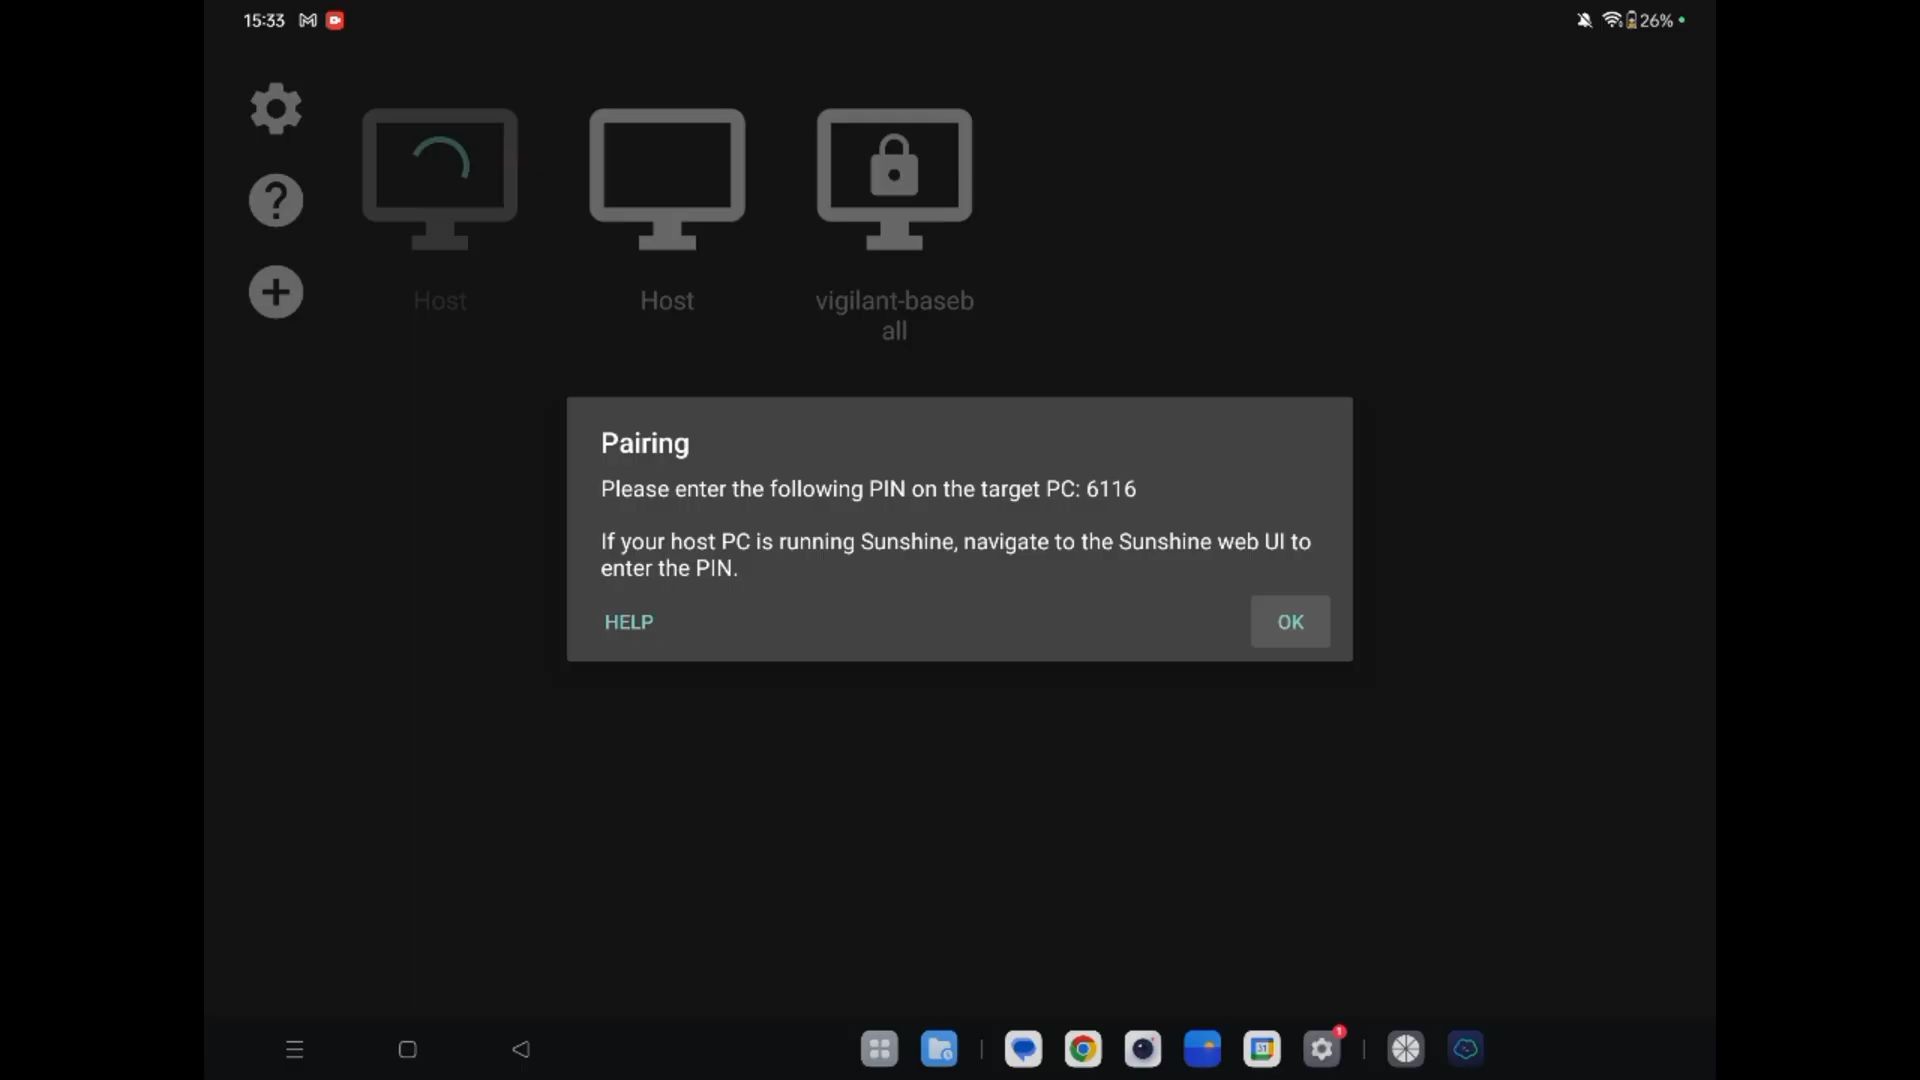 15:33
26%
Host
Host
vigilant-baseb
all
Pairing
Please enter the following PIN on the target PC: 6116
If your host PC is running Sunshine, navigate to the Sunshine web UI to
enter the PIN.
HELP
OK
31
1